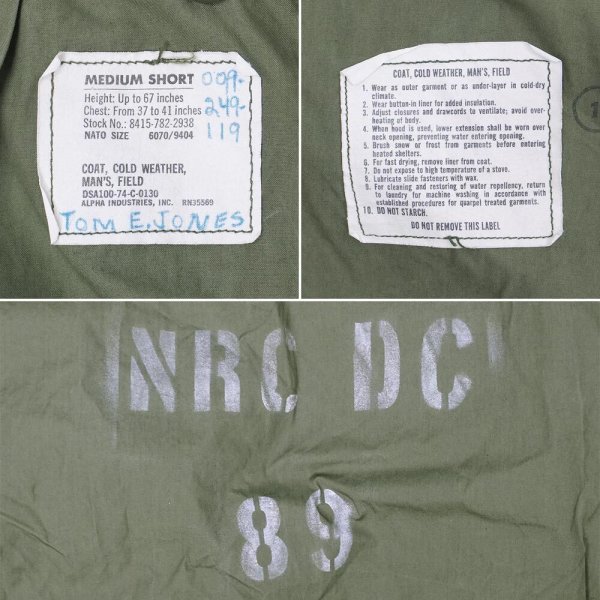 MEDIUM SHORT 009-
Height: Up to 67 inches
Chest: From 37 to 41 inches 249-
Stock No.: 8415-782-2938
NATO SIZE 6070/9404 119
COAT, COLD WEATHER,
MAN'S, FIELD
DSA100-74-C-0130
ALPHA INDUSTRIES, INC. RN35569
TOM E. JONES
COAT, COLD WEATHER, MAN'S, FIELD
1. Wear as outer garment or as under-layer in cold-dry
climate.
2. Wear button-in liner for added insulation.
3. Adjust closures and drawcords to ventilate; avoid over-
heating of body.
4. When hood is used, lower extension shall be worn over
neck opening, preventing water entering opening.
5. Brush snow or frost from garments before entering
heated shelters.
6. For fast drying, remove liner from coat.
7. Do not expose to high temperature of a stove.
8. Lubricate slide fasteners with wax.
9. For cleaning and restoring of water repellency, return
to laundry for machine washing in accordance with
established procedures for quarpel treated garments.
10. DO NOT STARCH.
DO NOT REMOVE THIS LABEL
NRC DC
89